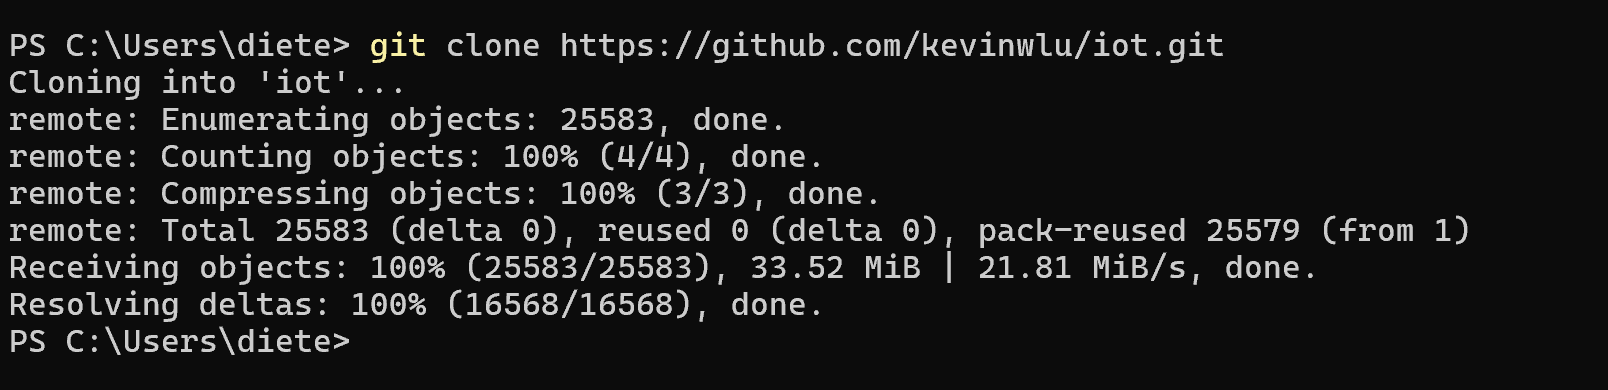 PS C:\Users\diete> git clone https://github.com/kevinwlu/iot.git
Cloning into 'iot'...
remote: Enumerating objects: 25583, done.
remote: Counting objects: 100% (4/4), done.
remote: Compressing objects: 100% (3/3), done.
remote: Total 25583 (delta 0), reused 0 (delta 0), pack-reused 25579 (from 1)
Receiving objects: 100% (25583/25583), 33.52 MiB | 21.81 MiB/s, done.
Resolving deltas: 100% (16568/16568), done.
PS C:\Users\diete>